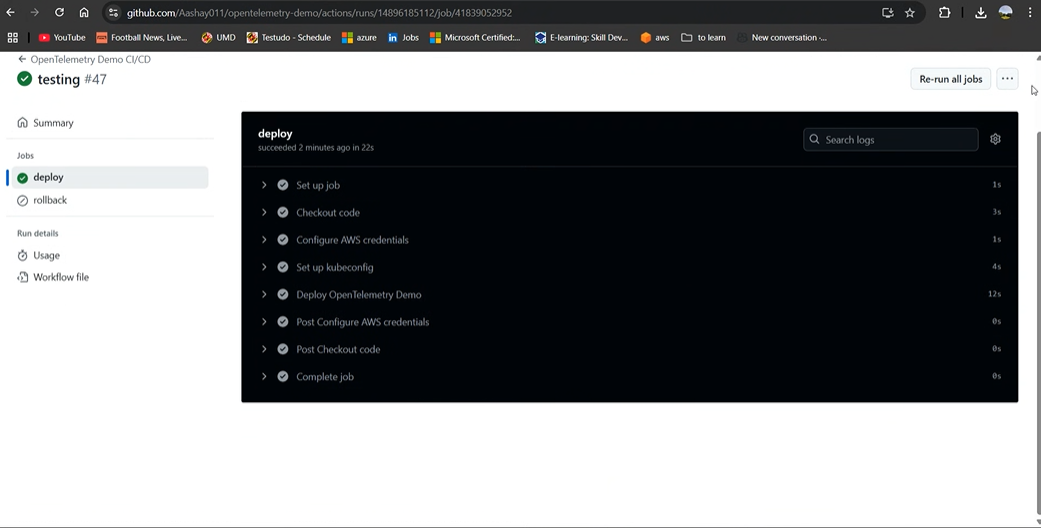 github.com/Aashay011/opentelemetry-demo/actions/runs/14896185112/job/41839052952
YouTube Football News, Live... UMD Testudo - Schedule azure Jobs Microsoft Certified:... E-learning: Skill Dev... aws to learn New conversation -...
OpenTelemetry Demo CI/CD
testing #47
Re-run all jobs
Summary
Jobs
deploy
rollback
Run details
Usage
Workflow file
deploy
succeeded 2 minutes ago in 22s
Search logs
Set up job 1s
Checkout code 3s
Configure AWS credentials 1s
Set up kubeconfig 4s
Deploy OpenTelemetry Demo 12s
Post Configure AWS credentials 0s
Post Checkout code 0s
Complete job 0s